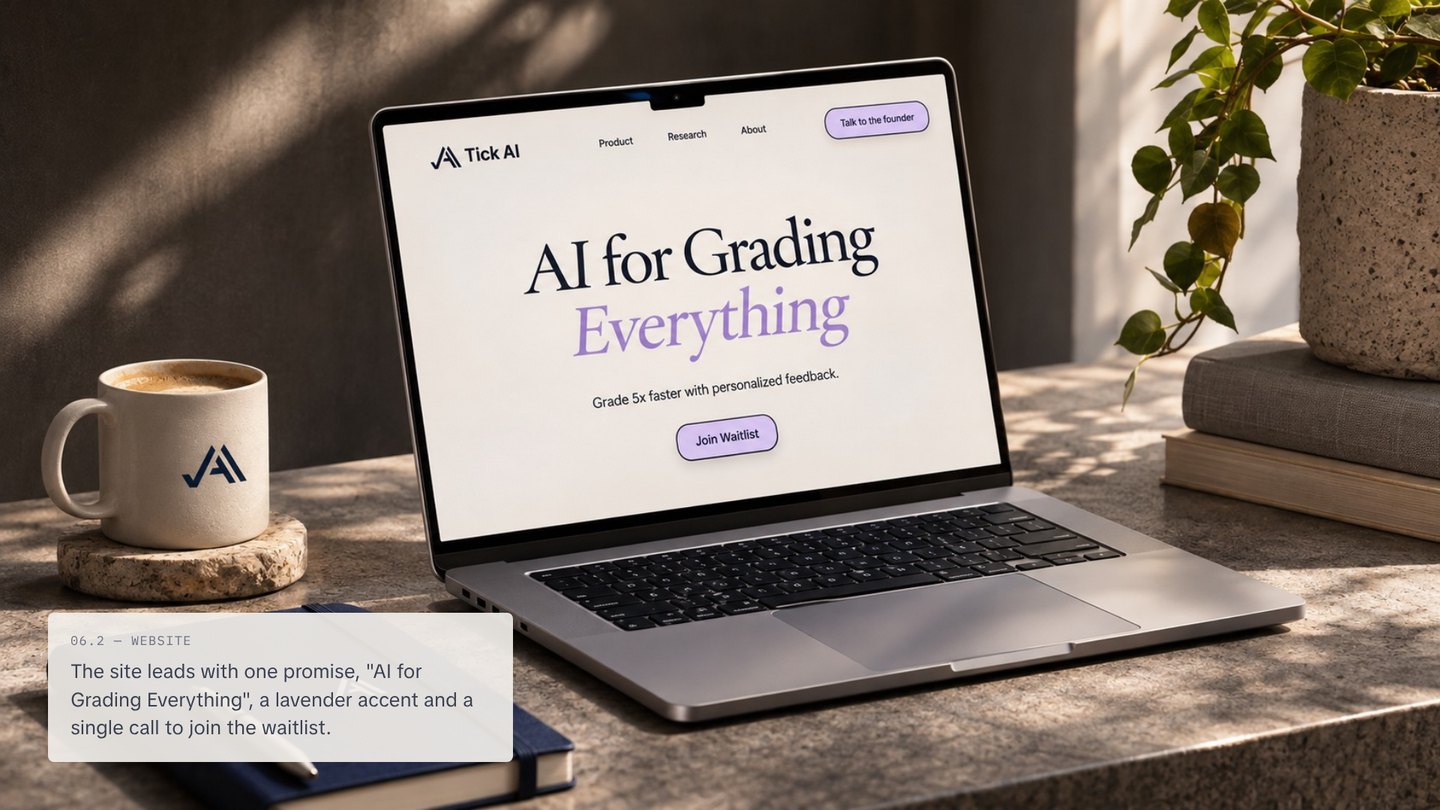 Tick AI
Product
Research
About
Talk to the founder
AI for Grading
Everything
Grade 5x faster with personalized feedback.
Join Waitlist
06.2 — WEBSITE
The site leads with one promise, "AI for
Grading Everything", a lavender accent and a
single call to join the waitlist.